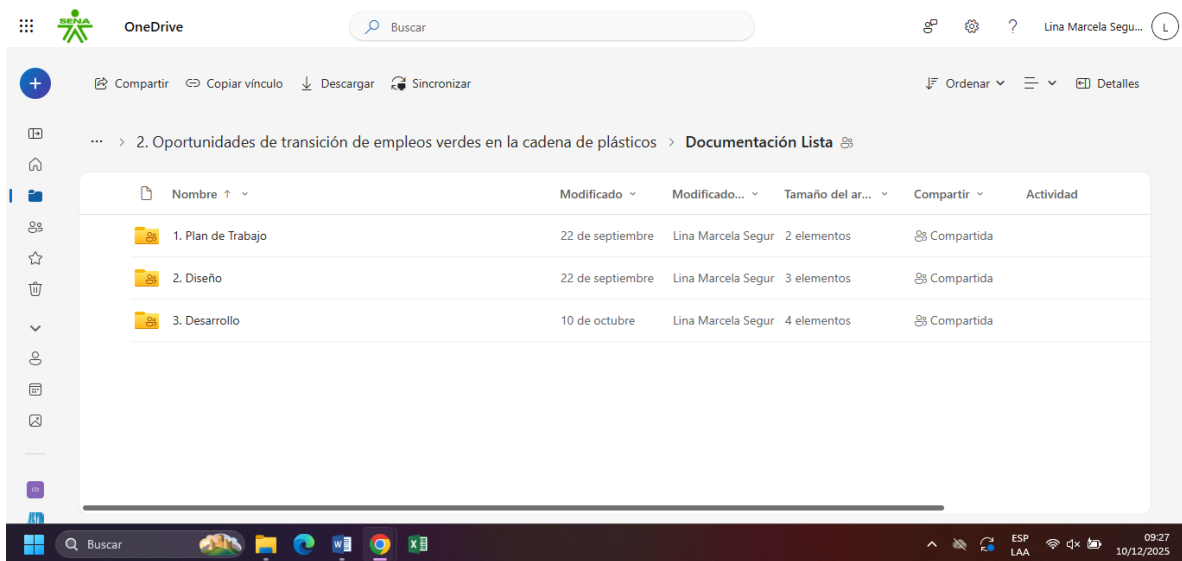 SENA
OneDrive
Buscar
?
Lina Marcela Segu...
L
Compartir
Copiar vínculo
Descargar
Sincronizar
Ordenar
Detalles
... > 2. Oportunidades de transición de empleos verdes en la cadena de plásticos > Documentación Lista
Nombre ↑ Modificado Modificado... Tamaño del ar... Compartir Actividad
1. Plan de Trabajo 22 de septiembre Lina Marcela Segur 2 elementos Compartida
2. Diseño 22 de septiembre Lina Marcela Segur 3 elementos Compartida
3. Desarrollo 10 de octubre Lina Marcela Segur 4 elementos Compartida
CD
Buscar
ESP
LAA
09:27
10/12/2025